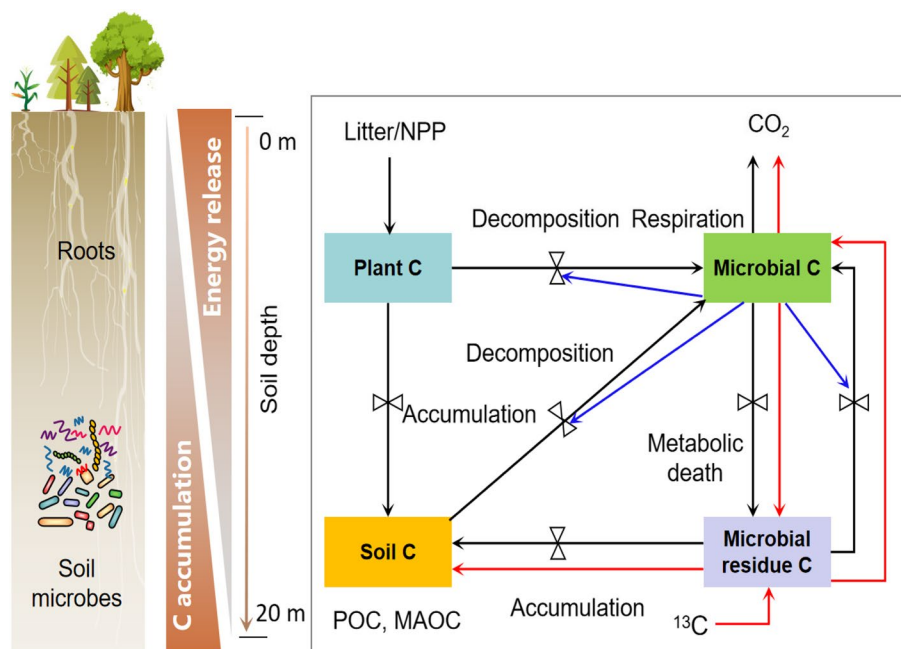 Roots
Soil
microbes
C accumulation
Energy release
0 m
Soil depth
20 m
Litter/NPP
CO₂
Decomposition
Respiration
Plant C
Microbial C
Decomposition
Accumulation
Metabolic
death
Soil C
Microbial
residue C
POC, MAOC
Accumulation
¹³C